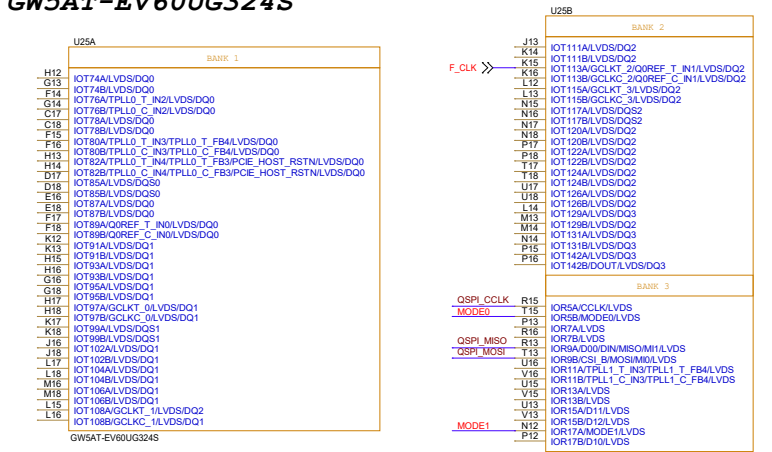 GW5AT-EV60UG324S
U25A
BANK 1
H12 IOT74A/LVDS/DQ0
G13 IOT74B/LVDS/DQ0
F14 IOT76A/TPLL0_T_IN2/LVDS/DQ0
G14 IOT76B/TPLL0_C_IN2/LVDS/DQ0
C17 IOT78A/LVDS/DQ0
C18 IOT78B/LVDS/DQ0
F15 IOT80A/TPLL0_T_IN3/TPLL0_T_FB4/LVDS/DQ0
F16 IOT80B/TPLL0_C_IN3/TPLL0_C_FB4/LVDS/DQ0
H13 IOT82A/TPLL0_T_IN4/TPLL0_T_FB3/PCIE_HOST_RSTN/LVDS/DQ0
H14 IOT82B/TPLL0_C_IN4/TPLL0_C_FB3/PCIE_HOST_RSTN/LVDS/DQ0
D17 IOT85A/LVDS/DQS0
D18 IOT85B/LVDS/DQS0
E16 IOT87A/LVDS/DQ0
E18 IOT87B/LVDS/DQ0
F17 IOT89A/Q0REF_T_IN0/LVDS/DQ0
F18 IOT89B/Q0REF_C_IN0/LVDS/DQ0
K12 IOT91A/LVDS/DQ1
K13 IOT91B/LVDS/DQ1
H15 IOT93A/LVDS/DQ1
H16 IOT93B/LVDS/DQ1
G16 IOT95A/LVDS/DQ1
G18 IOT95B/LVDS/DQ1
H17 IOT97A/GCLKT_0/LVDS/DQ1
H18 IOT97B/GCLKC_0/LVDS/DQ1
K17 IOT99A/LVDS/DQS1
K18 IOT99B/LVDS/DQS1
J16 IOT102A/LVDS/DQ1
J18 IOT102B/LVDS/DQ1
L17 IOT104A/LVDS/DQ1
L18 IOT104B/LVDS/DQ1
M16 IOT106A/LVDS/DQ1
M18 IOT106B/LVDS/DQ1
L15 IOT108A/GCLKT_1/LVDS/DQ2
L16 IOT108B/GCLKC_1/LVDS/DQ1
GW5AT-EV60UG324S
U25B
BANK 2
J13 IOT111A/LVDS/DQ2
K14 IOT111B/LVDS/DQ2
F_CLK K15 IOT113A/GCLKT_2/Q0REF_T_IN1/LVDS/DQ2
K16 IOT113B/GCLKC_2/Q0REF_C_IN1/LVDS/DQ2
L12 IOT115A/GCLKT_3/LVDS/DQ2
L13 IOT115B/GCLKC_3/LVDS/DQ2
N15 IOT117A/LVDS/DQS2
N16 IOT117B/LVDS/DQS2
N17 IOT120A/LVDS/DQ2
N18 IOT120B/LVDS/DQ2
P17 IOT122A/LVDS/DQ2
P18 IOT122B/LVDS/DQ2
T17 IOT124A/LVDS/DQ2
T18 IOT124B/LVDS/DQ2
U17 IOT126A/LVDS/DQ2
U18 IOT126B/LVDS/DQ2
L14 IOT129A/LVDS/DQ3
M13 IOT129B/LVDS/DQ2
M14 IOT131A/LVDS/DQ3
N14 IOT131B/LVDS/DQ3
P15 IOT142A/LVDS/DQ3
P16 IOT142B/DOUT/LVDS/DQ3
BANK 3
QSPI_CCLK R15 IOR5A/CCLK/LVDS
MODE0 T15 IOR5B/MODE0/LVDS
P13 IOR7A/LVDS
R16 IOR7B/LVDS
QSPI_MISO R13 IOR9A/D00/DIN/MISO/MI1/LVDS
QSPI_MOSI T13 IOR9B/CSI_B/MOSI/MI0/LVDS
U16 IOR11A/TPLL1_T_IN3/TPLL1_T_FB4/LVDS
V16 IOR11B/TPLL1_C_IN3/TPLL1_C_FB4/LVDS
U15 IOR13A/LVDS
V15 IOR13B/LVDS
U13 IOR15A/D11/LVDS
V13 IOR15B/D12/LVDS
MODE1 N12 IOR17A/MODE1/LVDS
P12 IOR17B/D10/LVDS